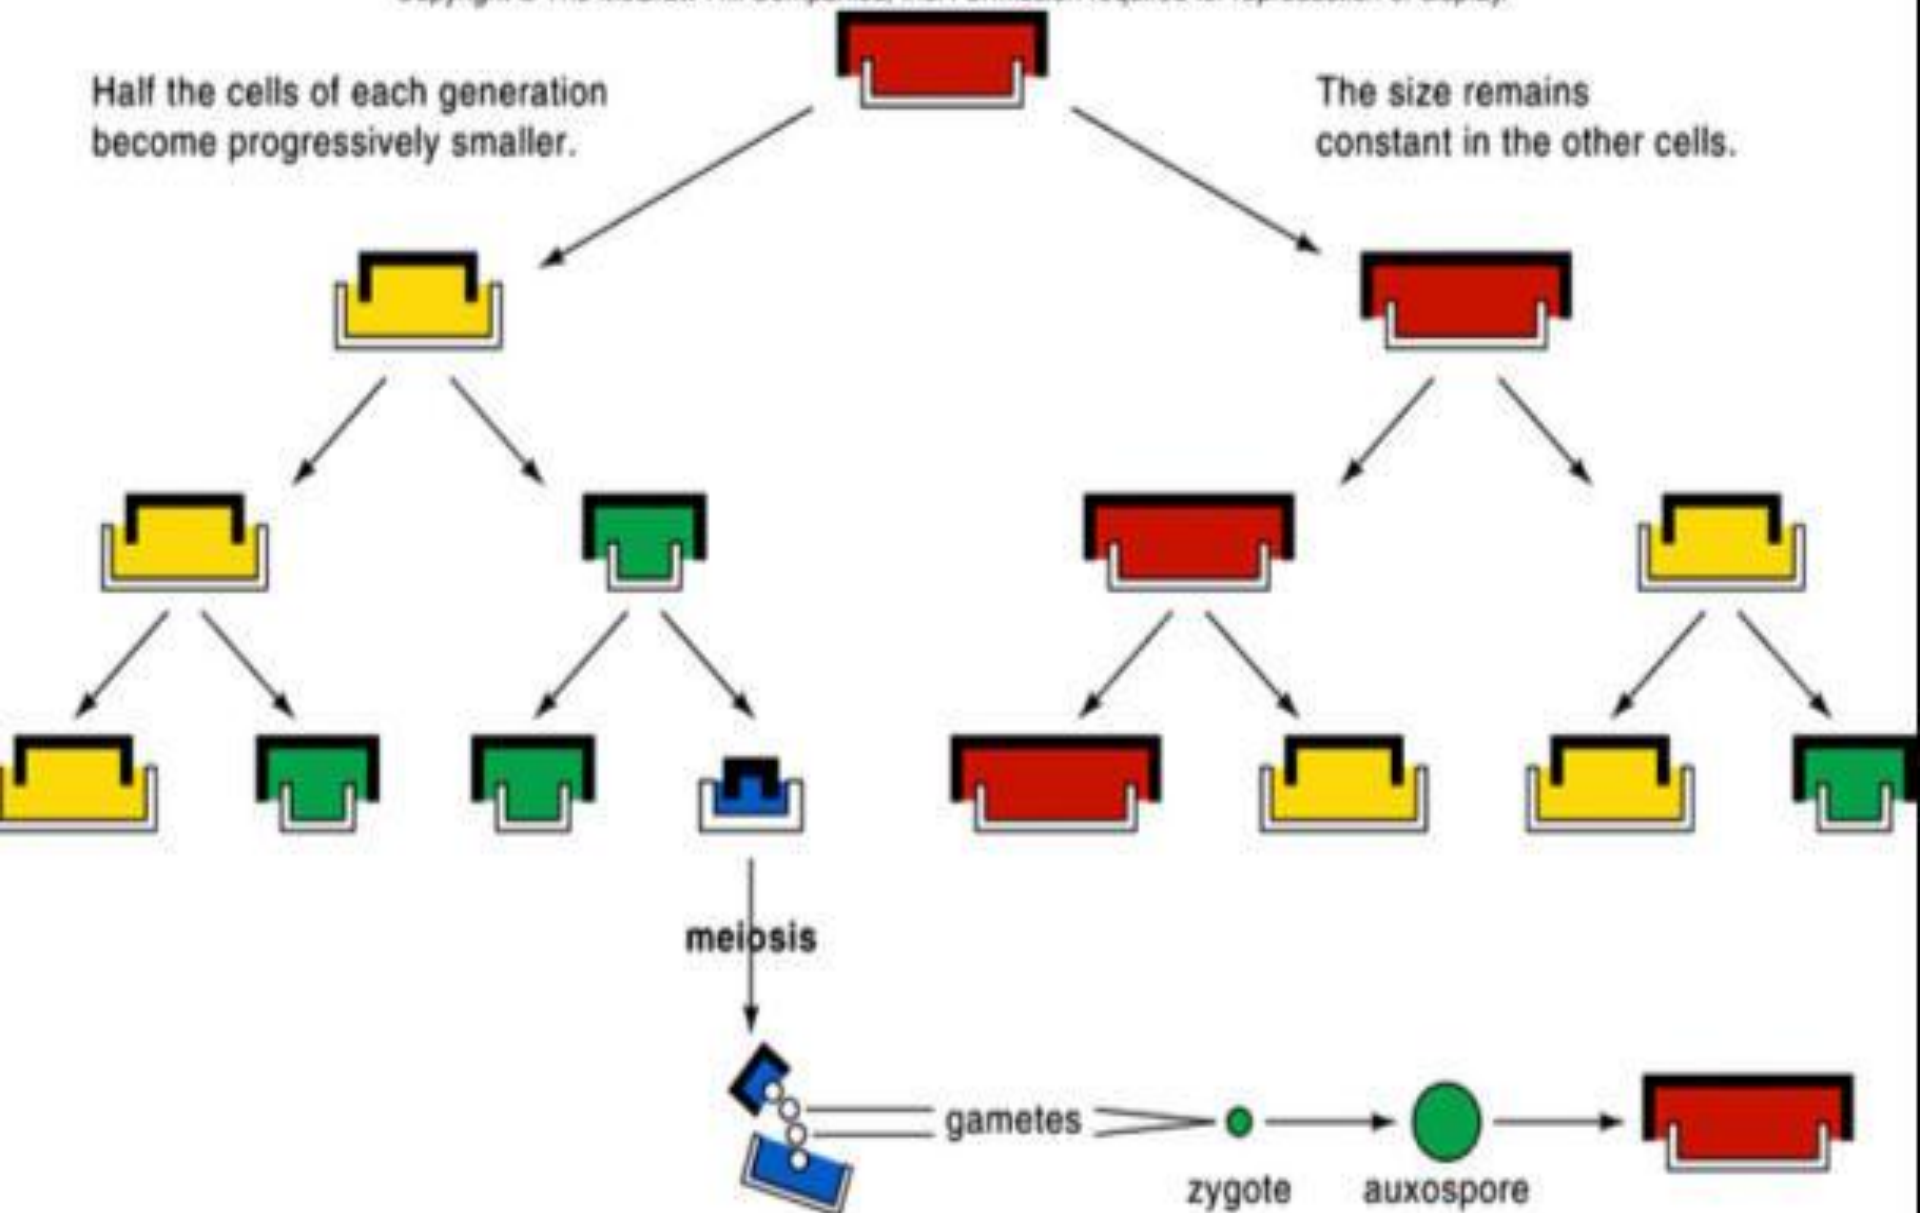 Half the cells of each generation
become progressively smaller.
The size remains
constant in the other cells.
meiosis
gametes
zygote
auxospore